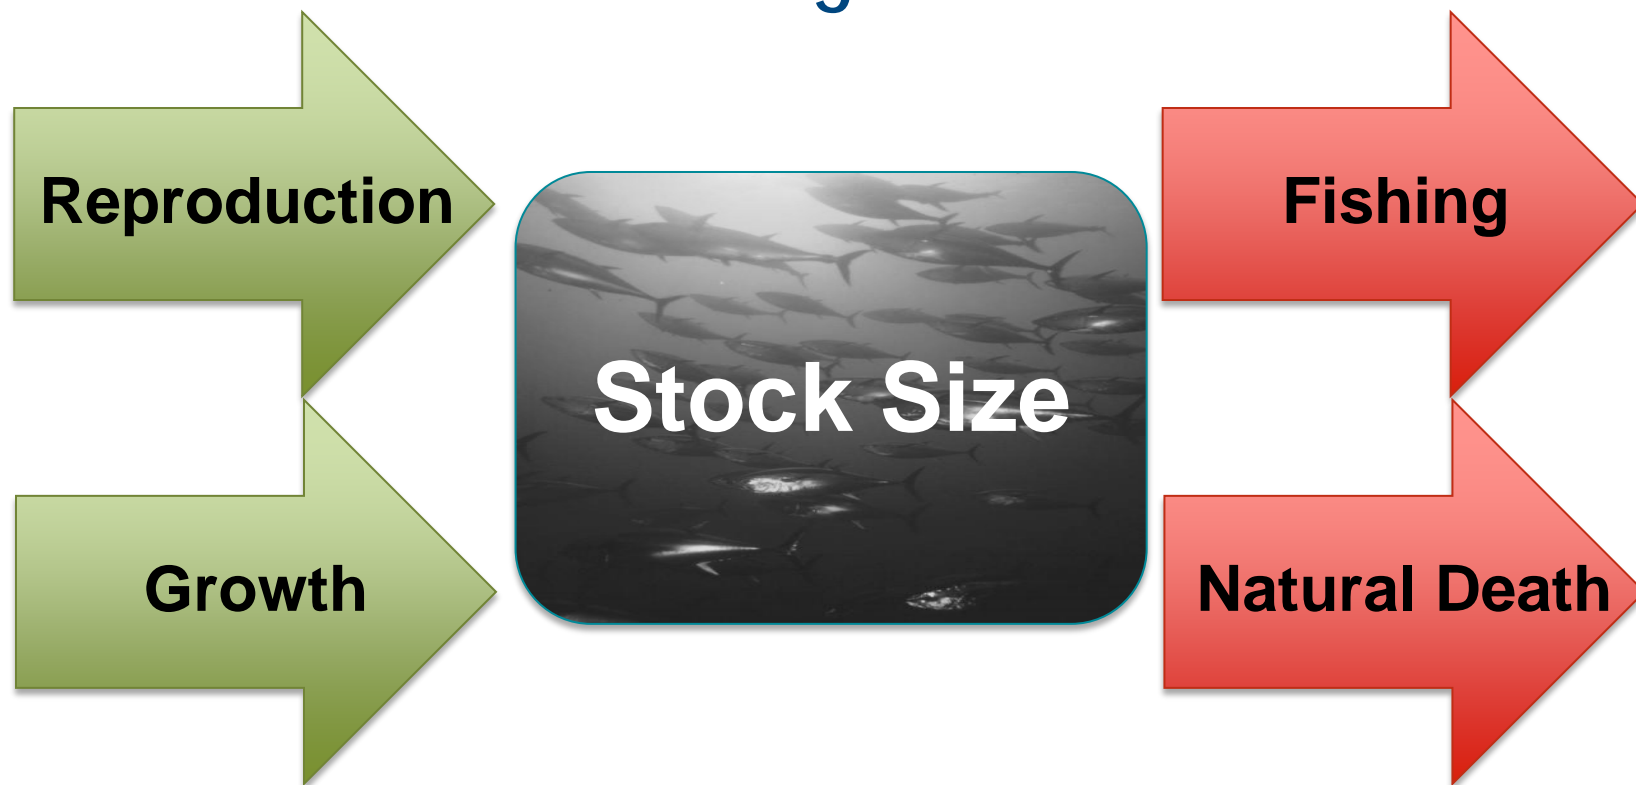 Reproduction
Fishing
Stock Size
Growth
Natural Death